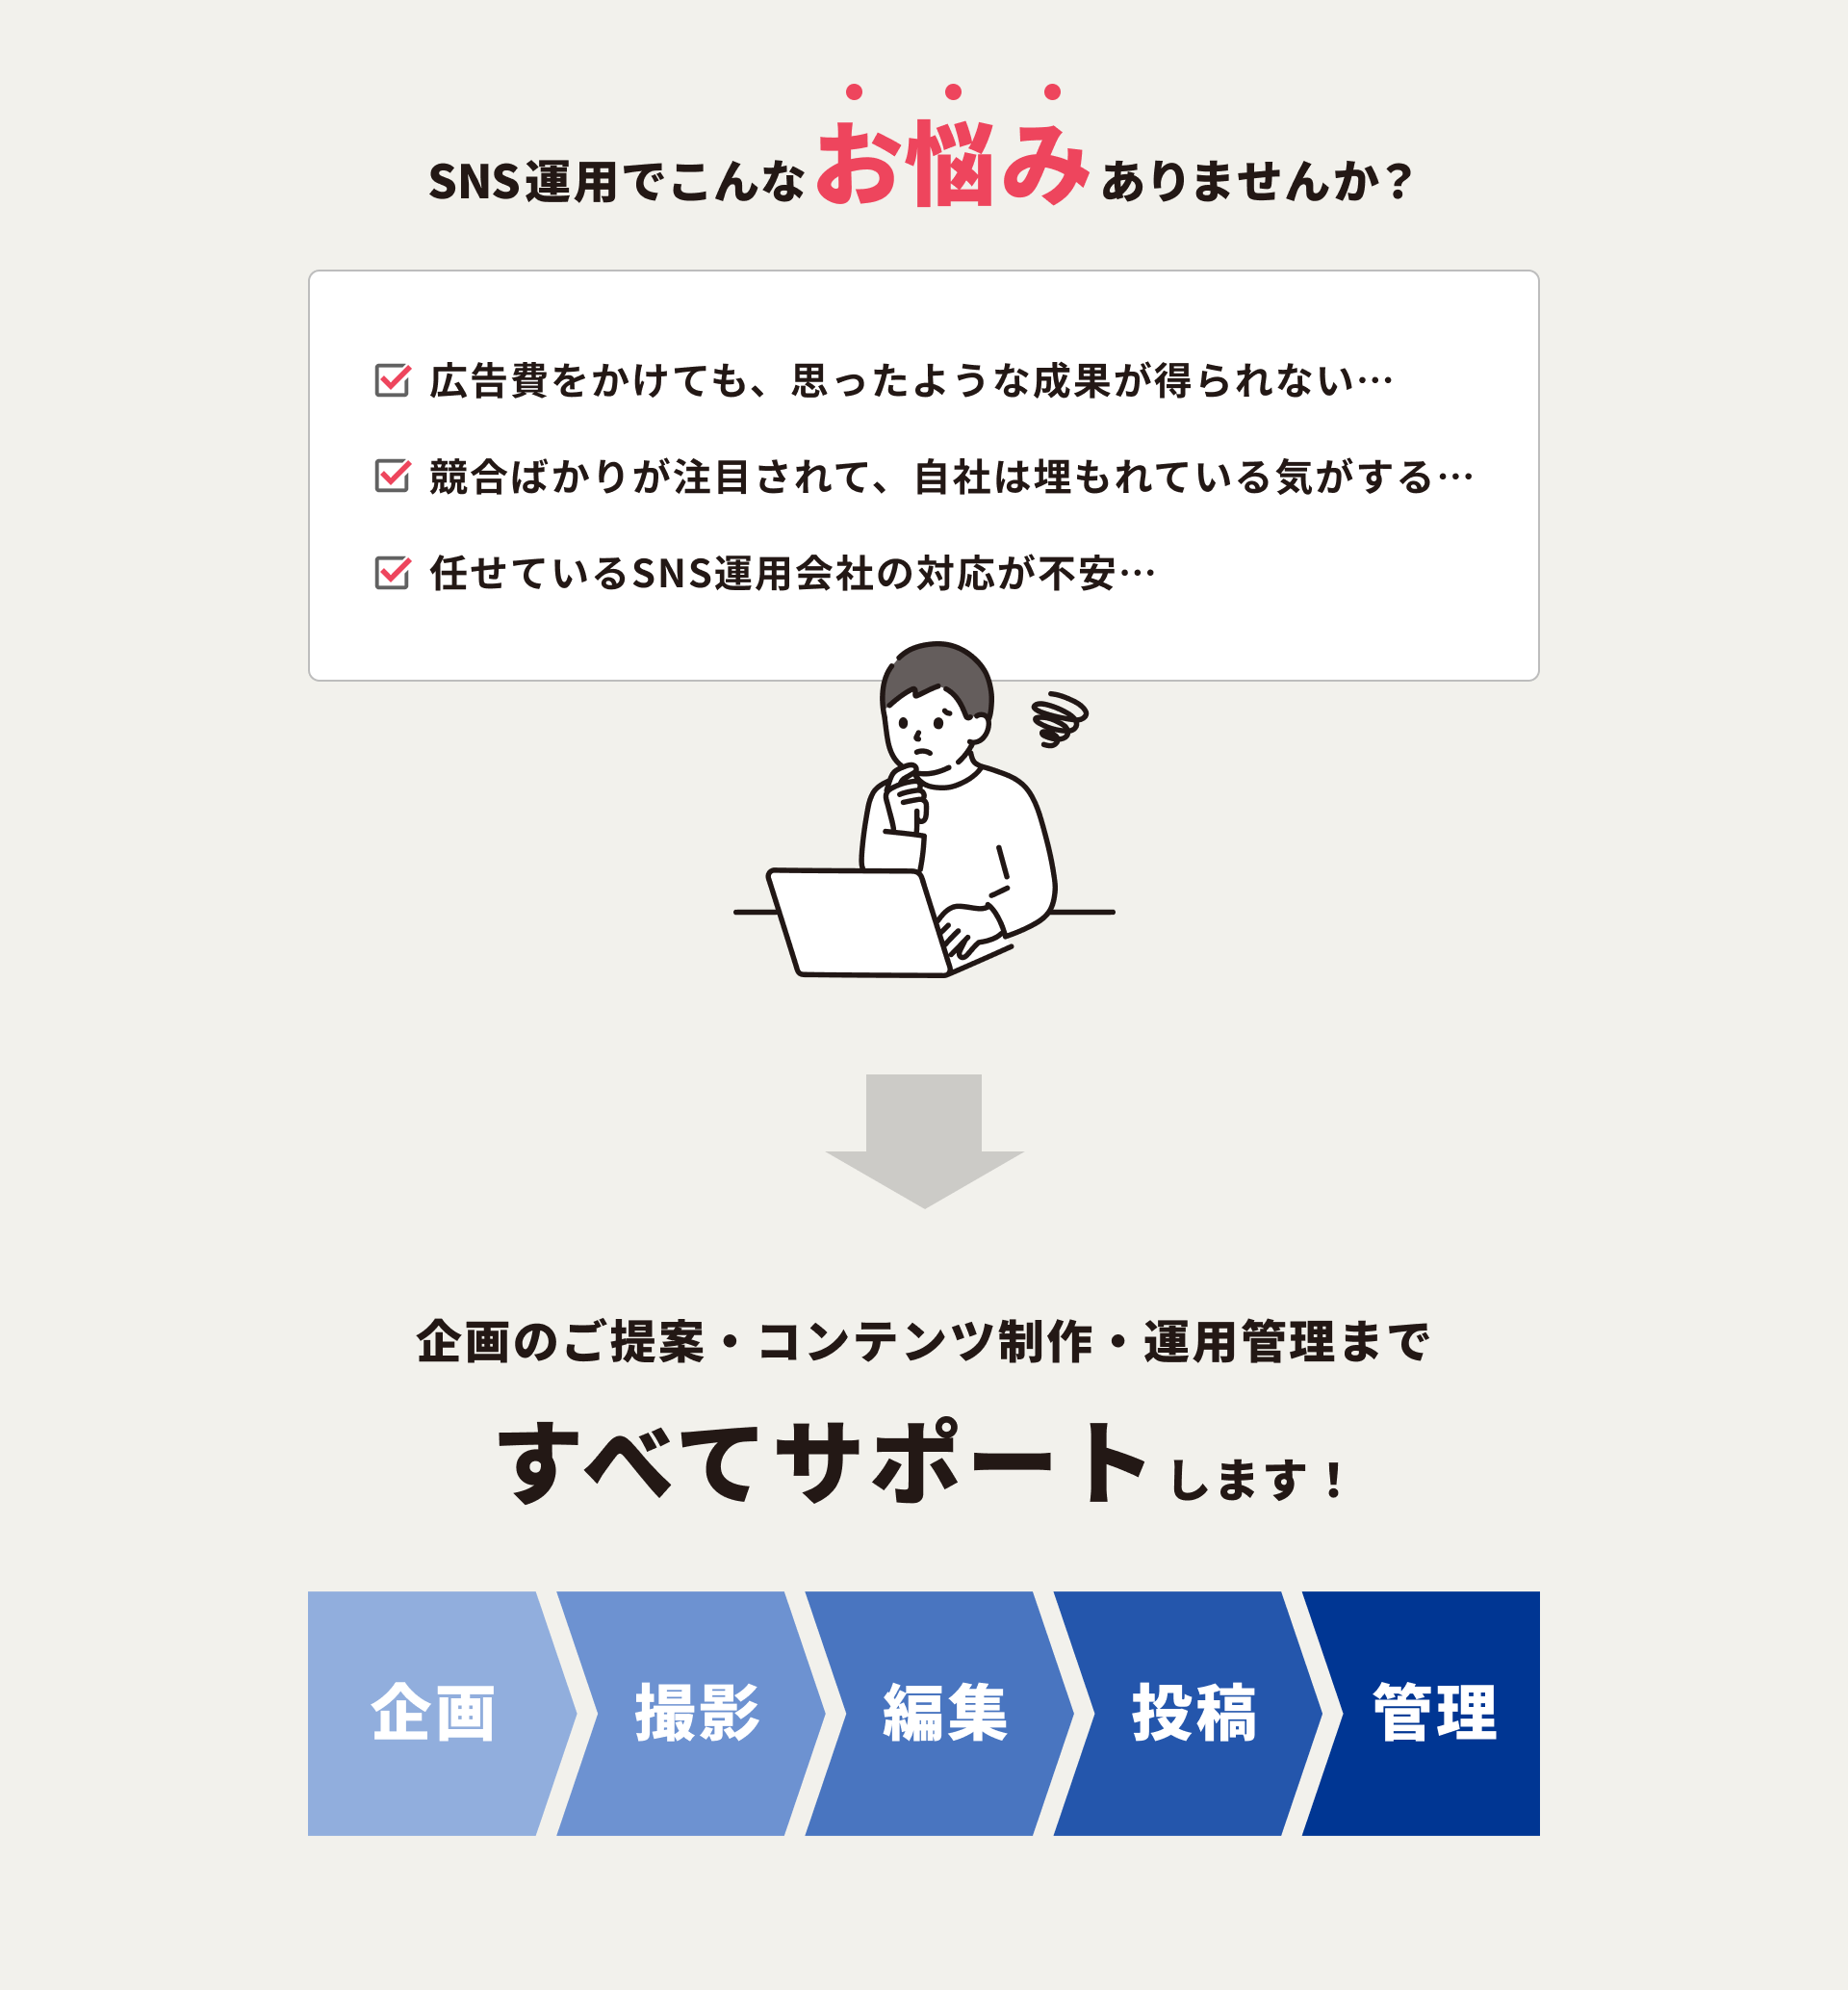 SNS運用でこんなお悩みありませんか？
広告費をかけても、思ったような成果が得られない…
競合ばかりが注目されて、自社は埋もれている気がする…
任せているSNS運用会社の対応が不安…
企画のご提案・コンテンツ制作・運用管理まで
すべてサポートします！
企画
撮影
編集
投稿
管理